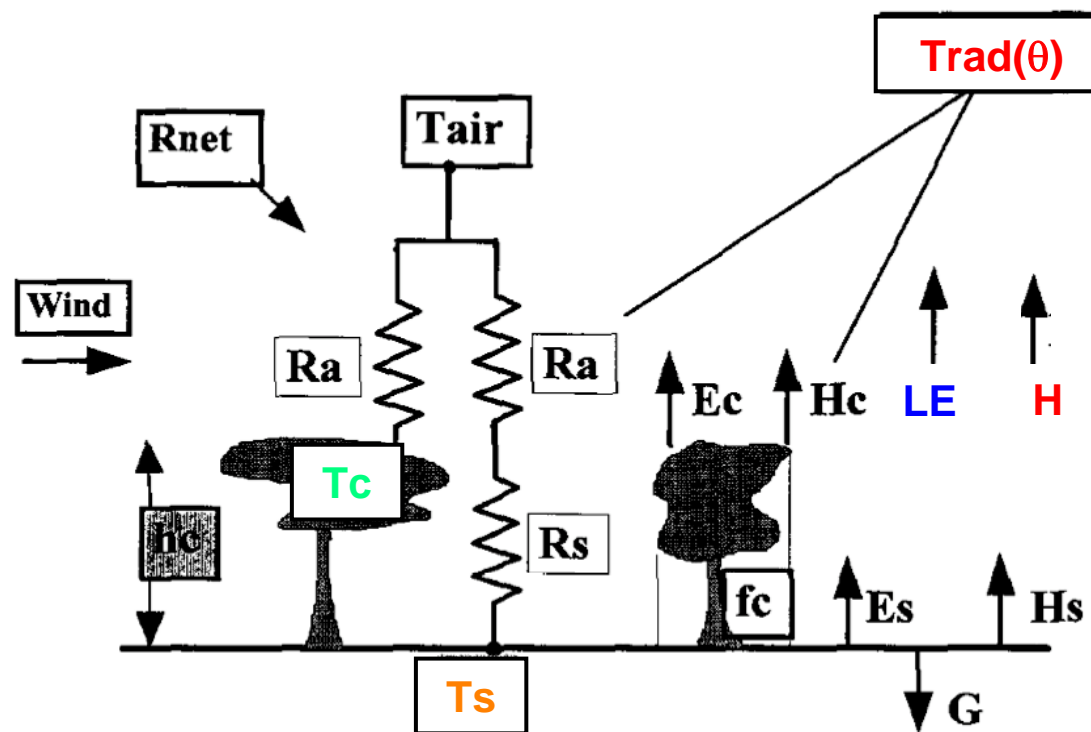 Trad(θ)
Rnet
Tair
Wind
Ra
Ra
Ec
Hc
LE
H
Tc
hc
Rs
fc
Es
Hs
Ts
G